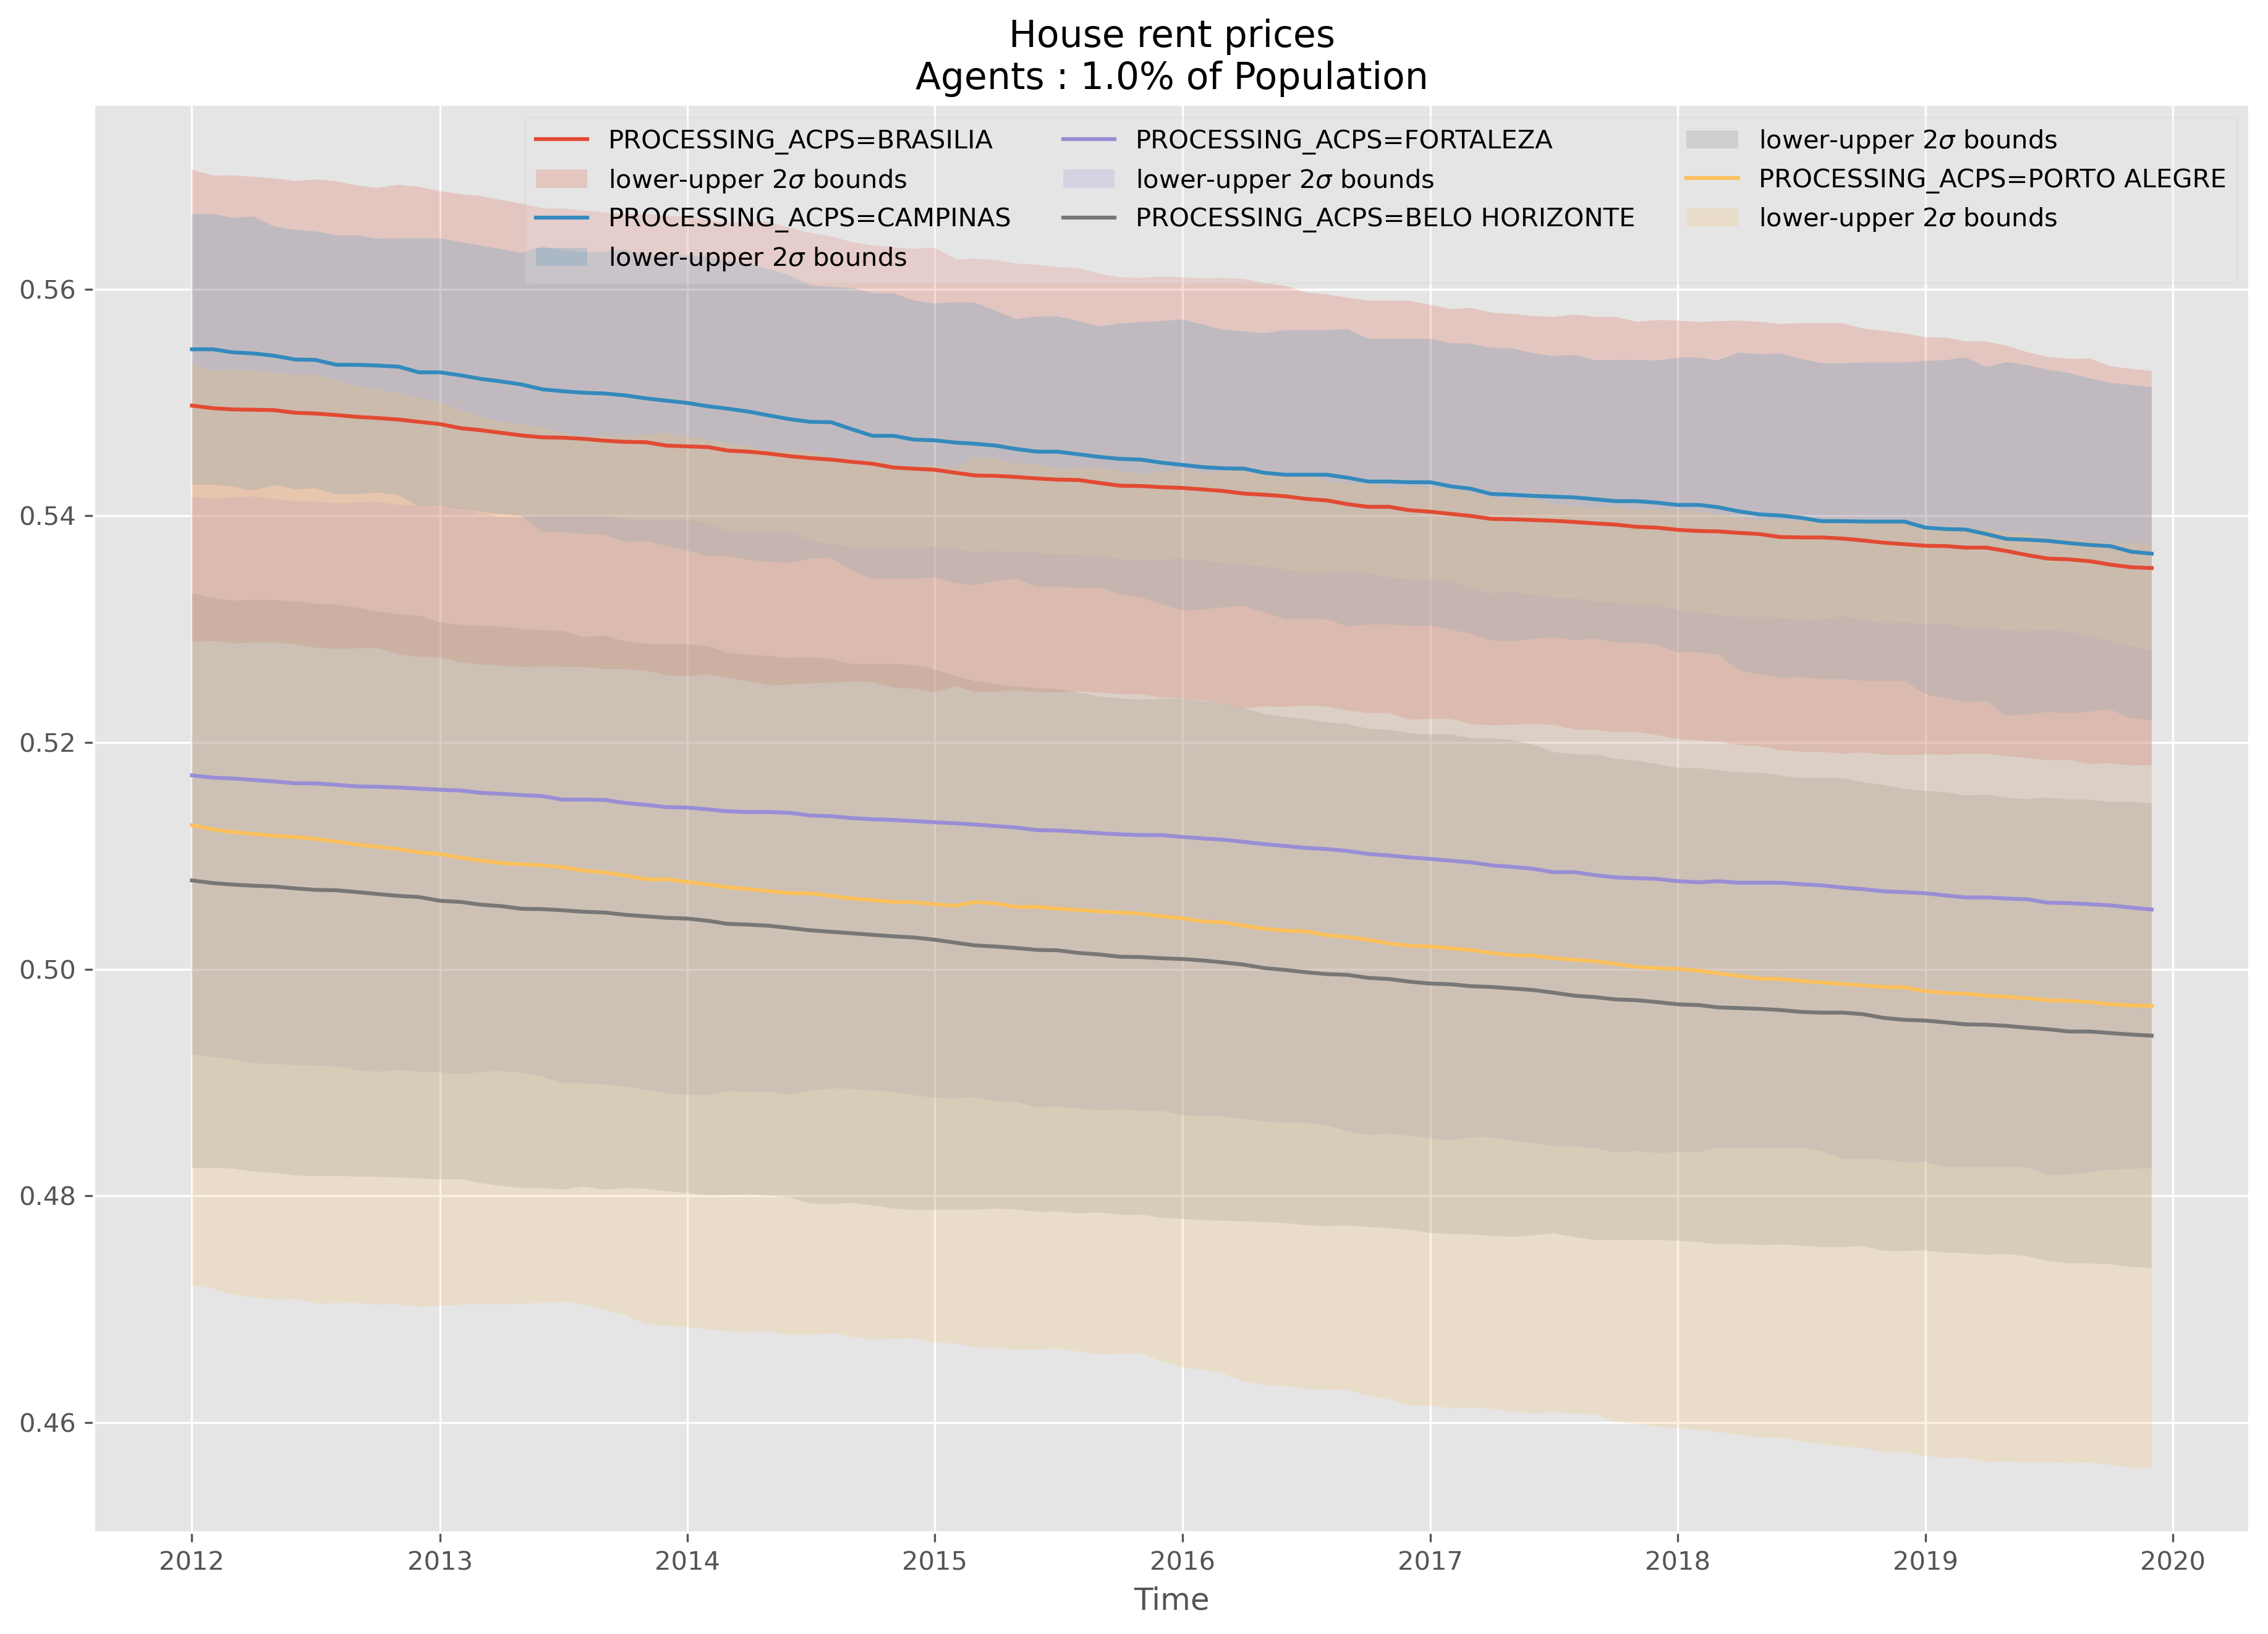 House rent prices
Agents : 1.0% of Population
PROCESSING_ACPS=BRASILIA
lower-upper 2σ bounds
PROCESSING_ACPS=CAMPINAS
lower-upper 2σ bounds
PROCESSING_ACPS=FORTALEZA
lower-upper 2σ bounds
PROCESSING_ACPS=BELO HORIZONTE
lower-upper 2σ bounds
PROCESSING_ACPS=PORTO ALEGRE
lower-upper 2σ bounds
0.56
0.54
0.52
0.50
0.48
0.46
2012 2013 2014 2015 2016 2017 2018 2019 2020
Time